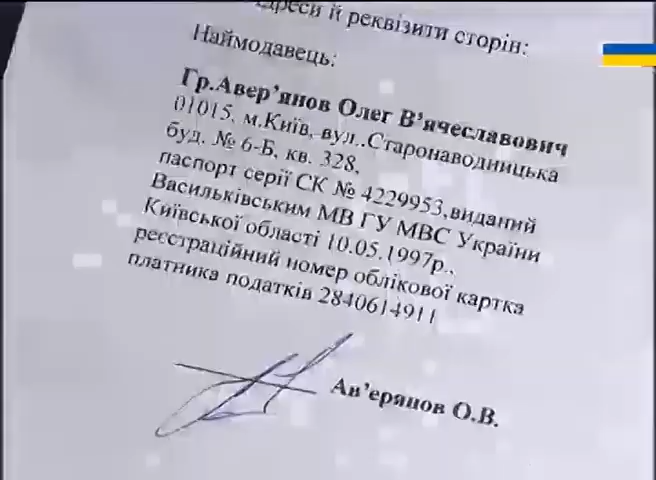 Адреси й реквізити сторін:
Наймодавець:
Гр.Авер’янов Олег В’ячеславович
01015, м.Київ, вул..Старонаводницька
буд. № 6-Б, кв. 328,
паспорт серії СК № 4229953,виданий
Васильківським МВ ГУ МВС України
Київської області 10.05.1997р.,
реєстраційний номер облікової картка
платника податків 2840614911
Ав’ерянов О.В.